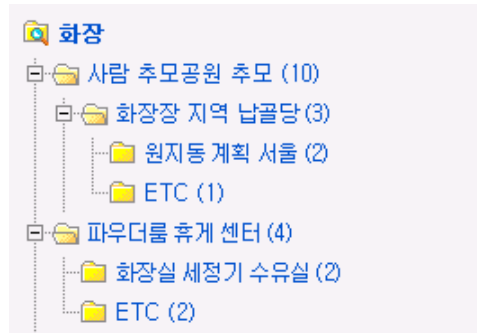 화장
사람 추모공원 추모 (10)
화장장 지역 납골당 (3)
원지동 계획 서울 (2)
ETC (1)
파우더룸 휴게 센터 (4)
화장실 세정기 수유실 (2)
ETC (2)